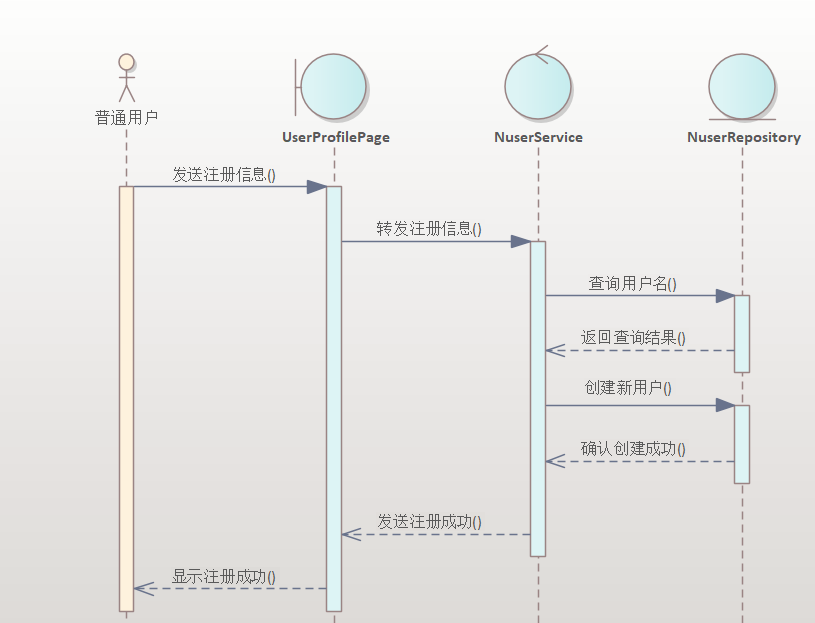 普通用户
UserProfilePage
NuserService
NuserRepository
发送注册信息()
转发注册信息()
查询用户名()
返回查询结果()
创建新用户()
确认创建成功()
发送注册成功()
显示注册成功()